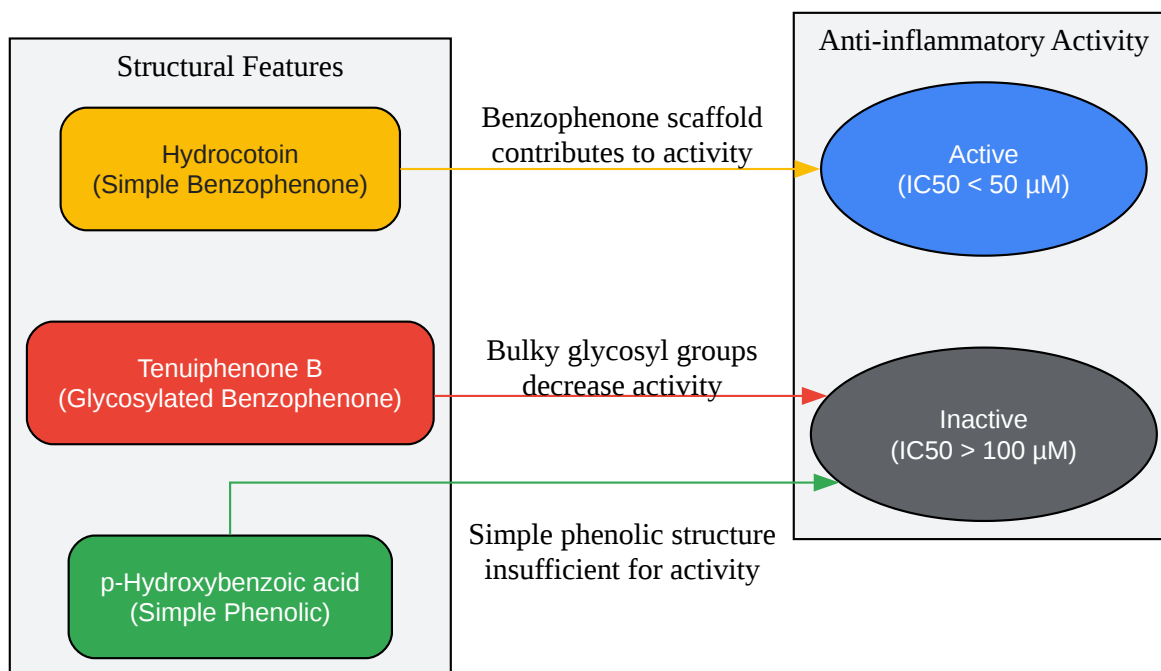 Structural Features
Hydrocotoin
(Simple Benzophenone)
Tenuiphenone B
(Glycosylated Benzophenone)
p-Hydroxybenzoic acid
(Simple Phenolic)
Benzophenone scaffold
contributes to activity
Bulky glycosyl groups
decrease activity
Simple phenolic structure
insufficient for activity
Anti-inflammatory Activity
Active
(IC50 < 50 µM)
Inactive
(IC50 > 100 µM)